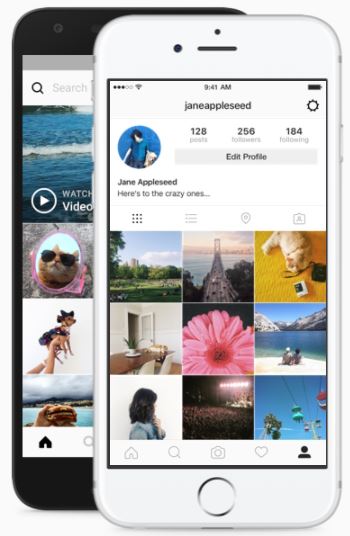 Search
WATCH
Video
9:41 AM
janeappleseed
128
256
184
posts
followers
following
Edit Profile
Jane Appleseed
Here's to the crazy ones...